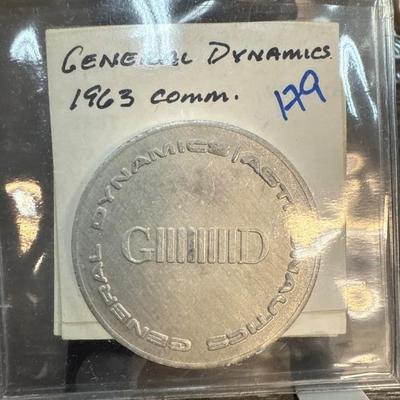 GENERAL DYNAMICS
1963 COMM.
179
GENERAL DYNAMICS | ASTRONAUTICS
GD